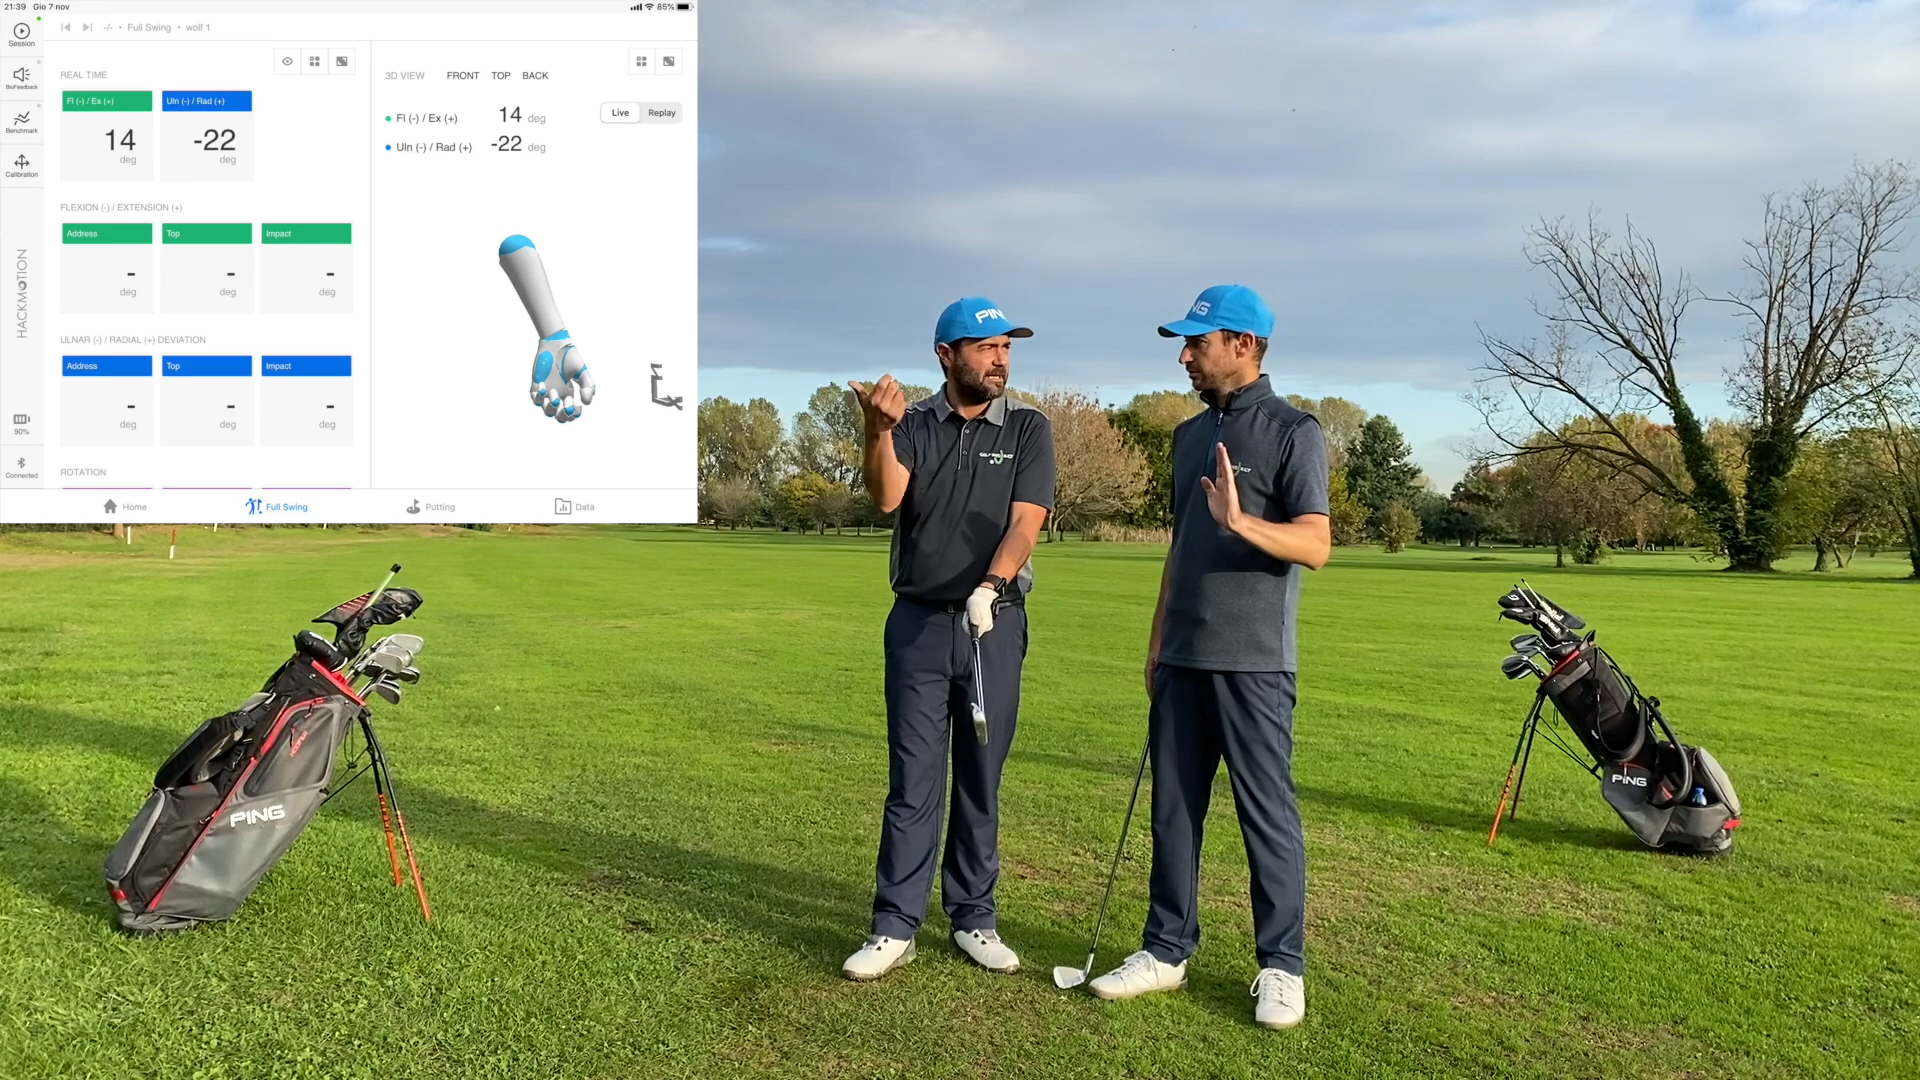 21:39 Gio 7 nov
85%
-/- • Full Swing • wolf 1
Session
BioFeedback
Benchmark
Calibration
HACKMOTION
90%
Connected
REAL TIME
Fl (-) / Ex (+)
Uln (-) / Rad (+)
14
-22
deg
deg
FLEXION (-) / EXTENSION (+)
Address
Top
Impact
-
-
-
deg
deg
deg
ULNAR (-) / RADIAL (+) DEVIATION
Address
Top
Impact
-
-
-
deg
deg
deg
ROTATION
3D VIEW FRONT TOP BACK
Fl (-) / Ex (+) 14 deg
Uln (-) / Rad (+) -22 deg
Live Replay
Home
Full Swing
Putting
Data
PING
PING